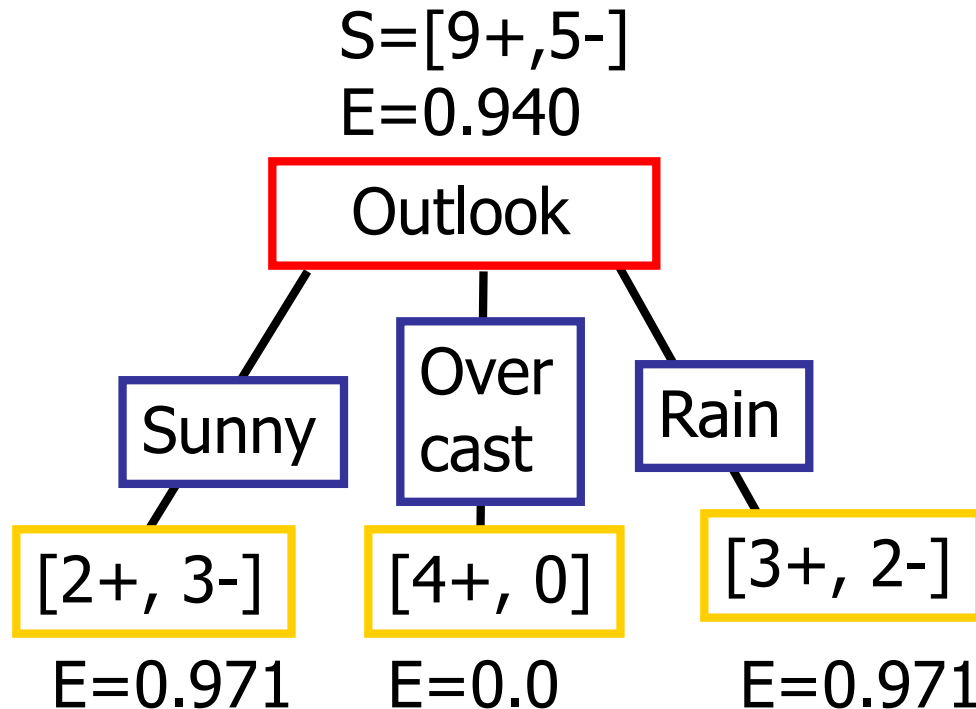 S=[9+,5-]
E=0.940
Outlook
Sunny
Over
cast
Rain
[2+, 3-]
[4+, 0]
[3+, 2-]
E=0.971
E=0.0
E=0.971